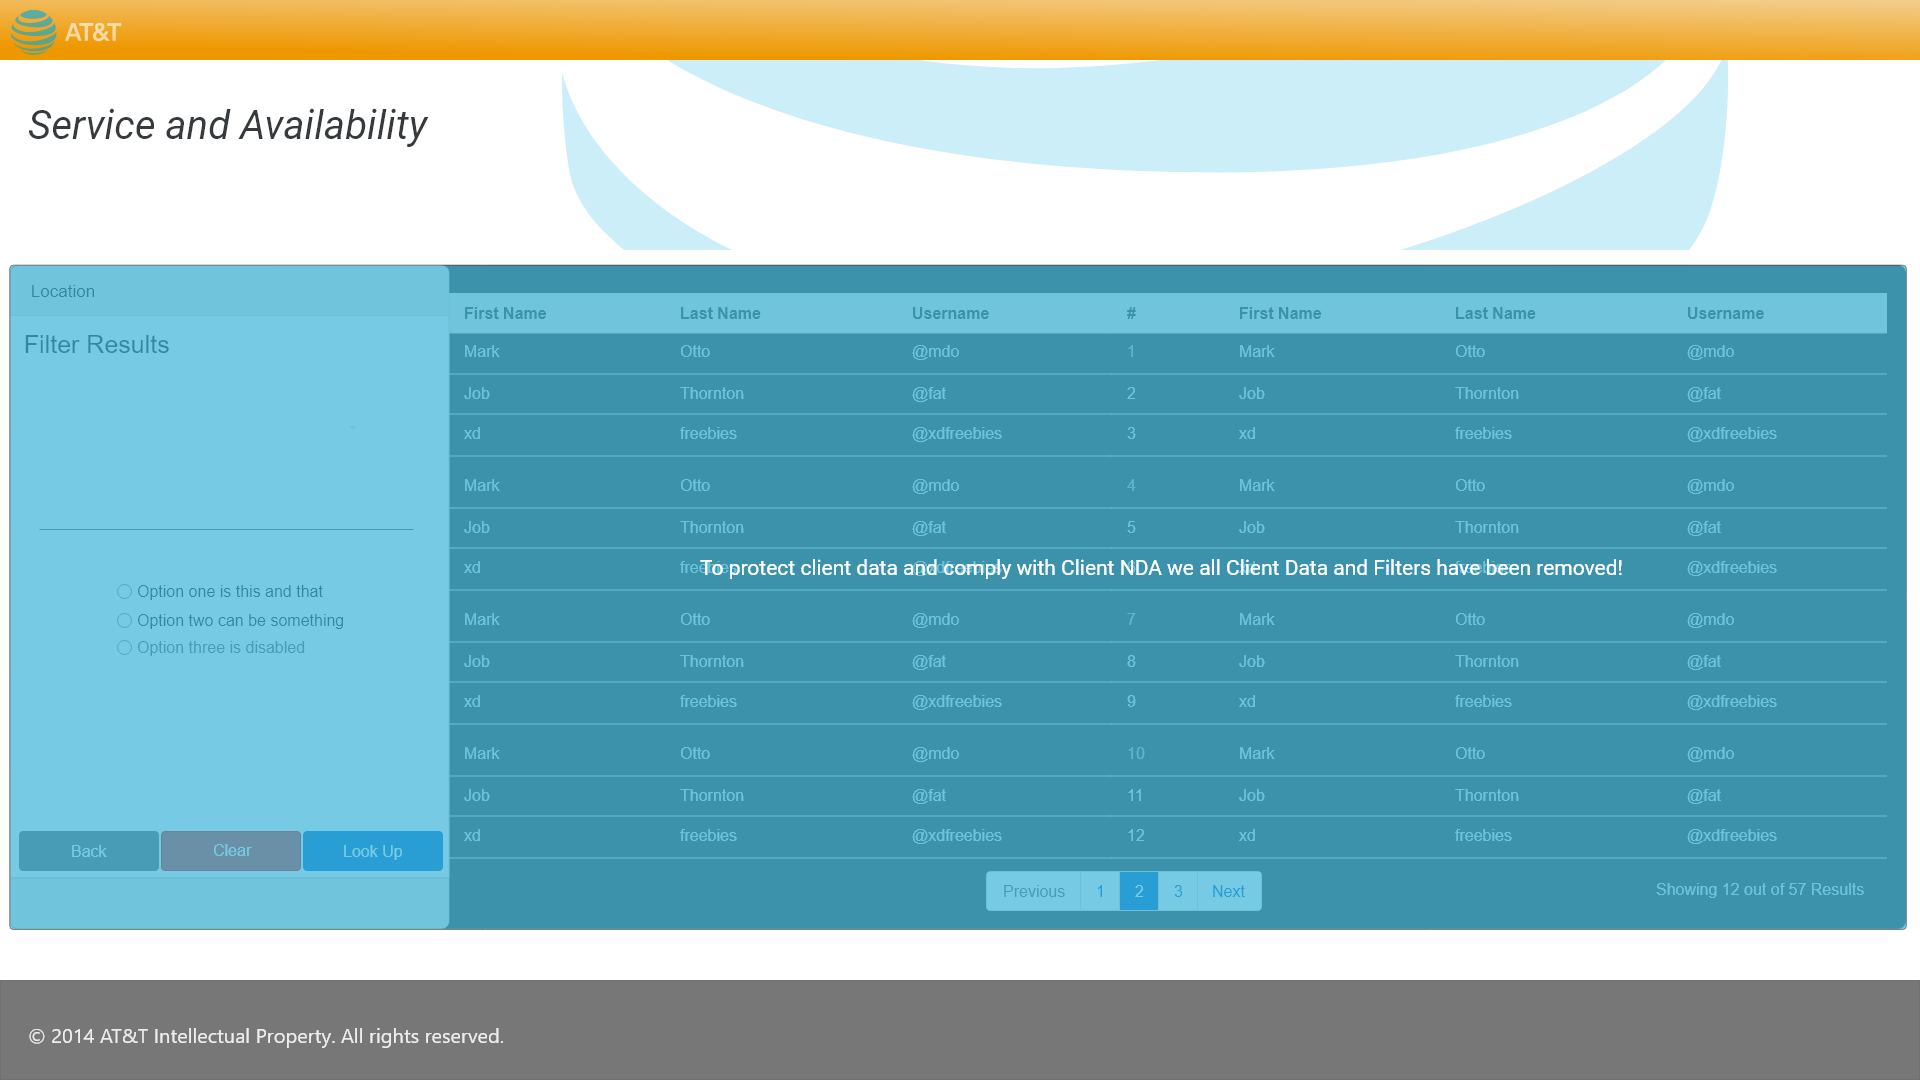 AT&T
Service and Availability
Location
Filter Results
Option one is this and that
Option two can be something
Option three is disabled
Back Clear Look Up
First Name Last Name Username # First Name Last Name Username
Mark Otto @mdo 1 Mark Otto @mdo
Job Thornton @fat 2 Job Thornton @fat
xd freebies @xdfreebies 3 xd freebies @xdfreebies
Mark Otto @mdo 4 Mark Otto @mdo
Job Thornton @fat 5 Job Thornton @fat
xd freebies @xdfreebies xd freebies @xdfreebies
To protect client data and comply with Client NDA we all Client Data and Filters have been removed!
Mark Otto @mdo 7 Mark Otto @mdo
Job Thornton @fat 8 Job Thornton @fat
xd freebies @xdfreebies 9 xd freebies @xdfreebies
Mark Otto @mdo 10 Mark Otto @mdo
Job Thornton @fat 11 Job Thornton @fat
xd freebies @xdfreebies 12 xd freebies @xdfreebies
Previous 1 2 3 Next
Showing 12 out of 57 Results
© 2014 AT&T Intellectual Property. All rights reserved.